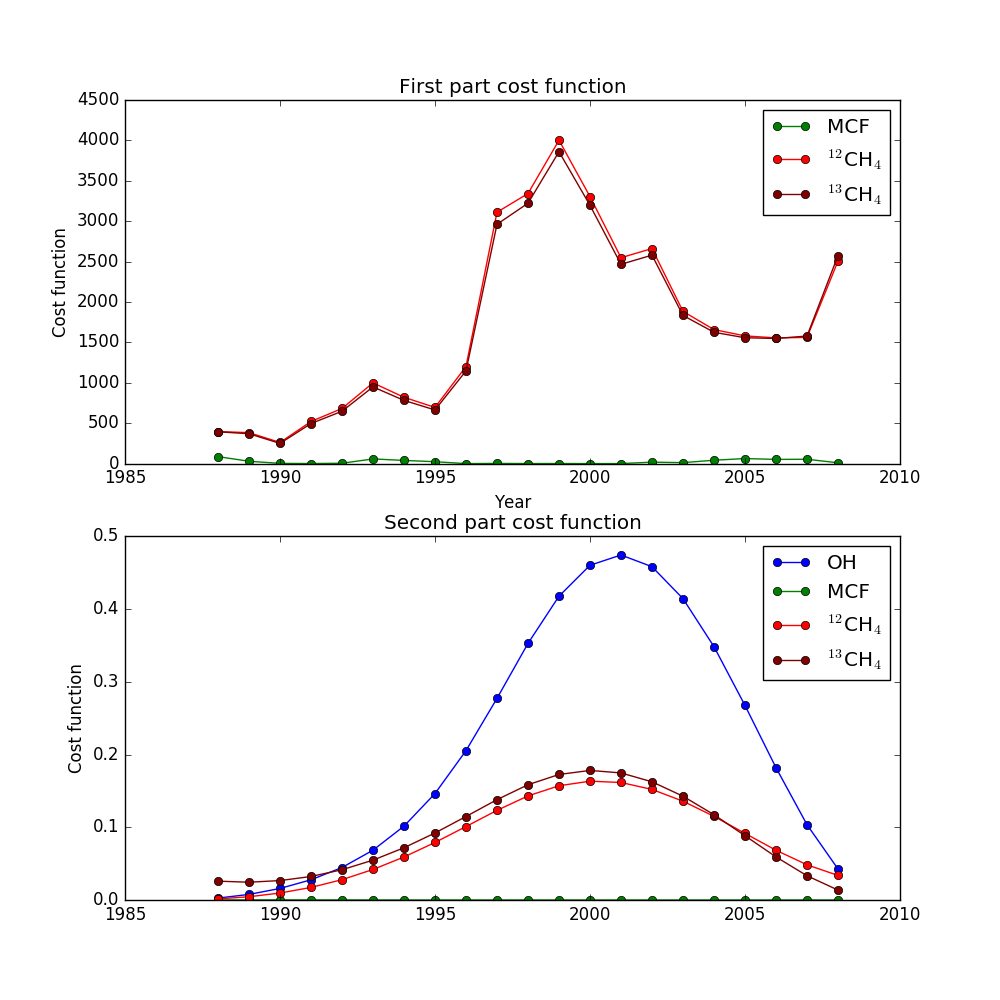 First part cost function
4500
4000
3500
3000
2500
2000
1500
1000
500
0
Cost function
MCF
¹²CH₄
¹³CH₄
1985 1990 1995 2000 2005 2010
Year
Second part cost function
0.5
0.4
0.3
0.2
0.1
0.0
Cost function
OH
MCF
¹²CH₄
¹³CH₄
1985 1990 1995 2000 2005 2010